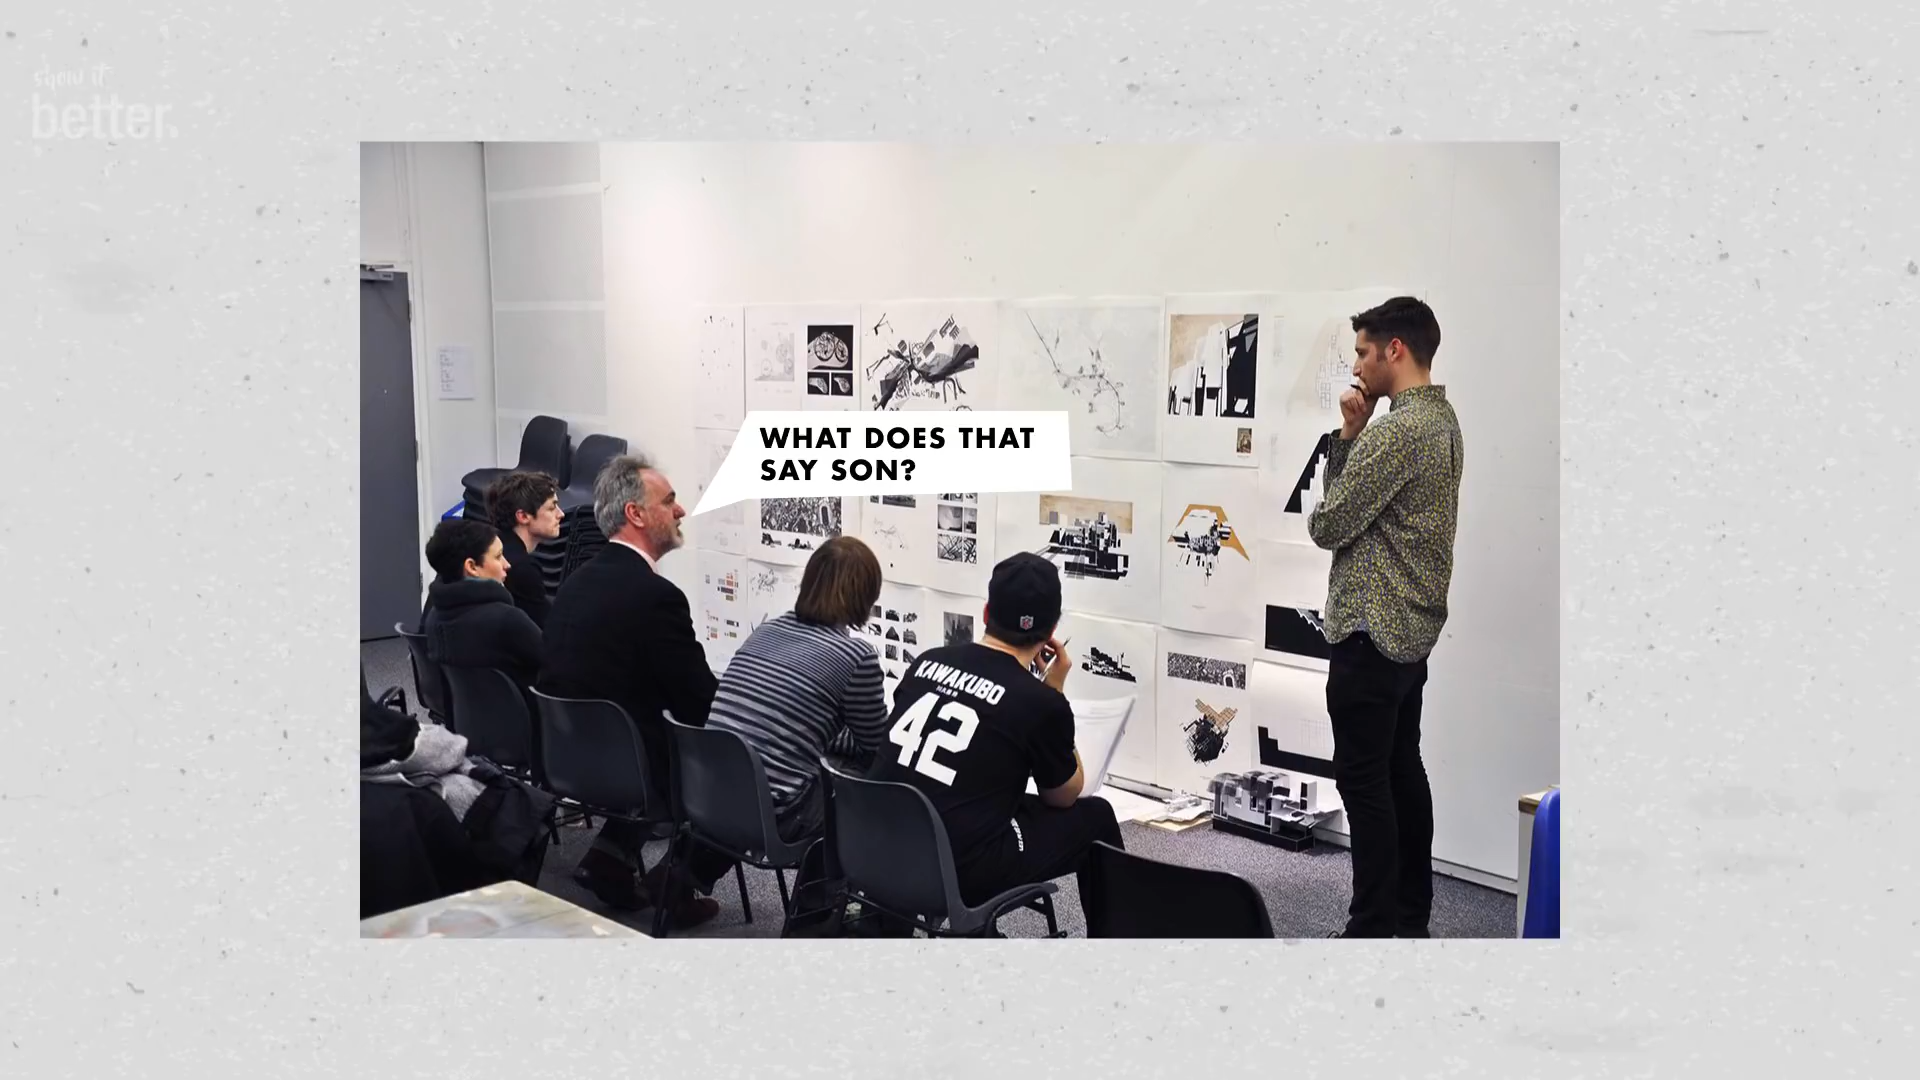 show it
better.
WHAT DOES THAT
SAY SON?
KAWAKUBO
42